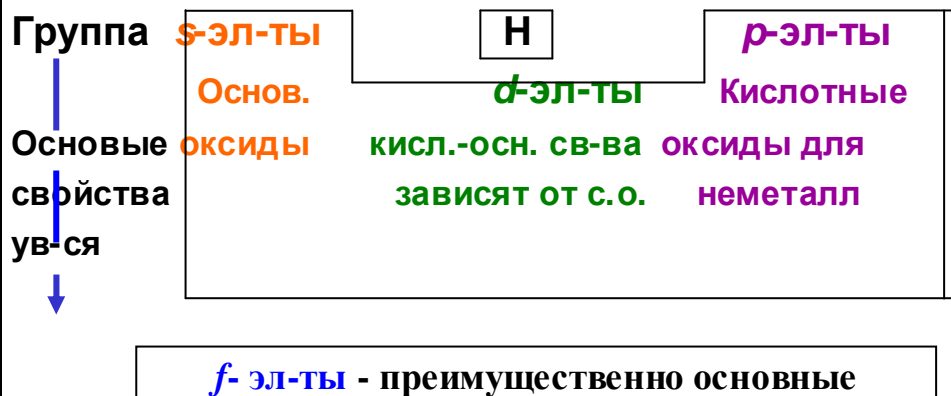 Группа s-эл-ты H p-эл-ты
Основ. d-эл-ты Кислотные
Основые оксиды кисл.-осн. св-ва оксиды для
свойства зависят от с.о. неметалл
ув-ся
f- эл-ты - преимущественно основные